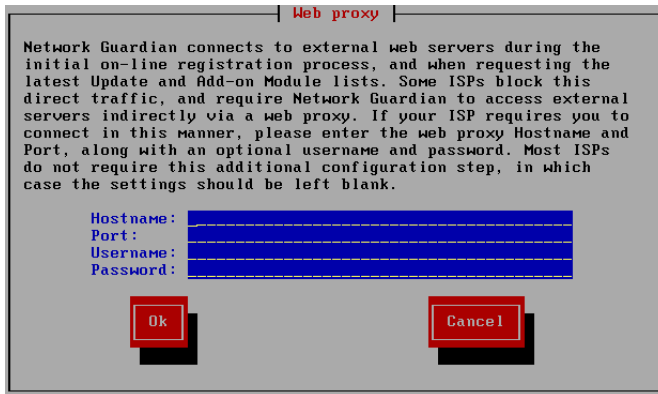 Web proxy
Network Guardian connects to external web servers during the
initial on-line registration process, and when requesting the
latest Update and Add-on Module lists. Some ISPs block this
direct traffic, and require Network Guardian to access external
servers indirectly via a web proxy. If your ISP requires you to
connect in this manner, please enter the web proxy Hostname and
Port, along with an optional username and password. Most ISPs
do not require this additional configuration step, in which
case the settings should be left blank.
Hostname:
Port:
Username:
Password:
Ok Cancel